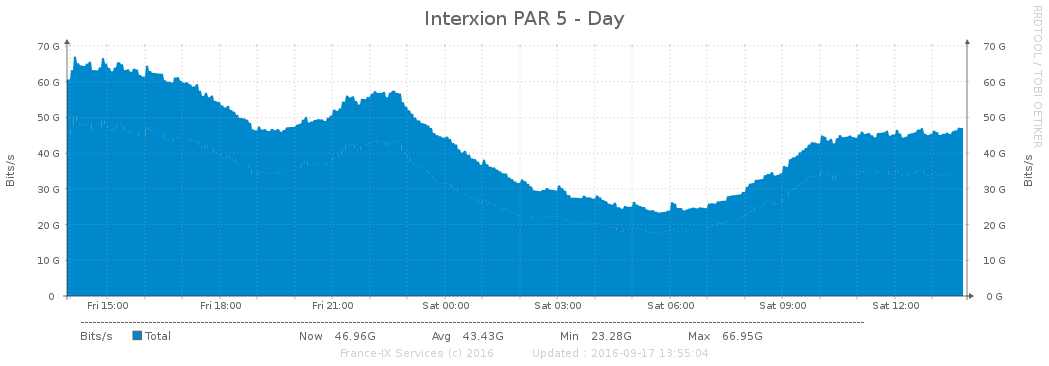 Interxion PAR 5 - Day
RRDTOOL / TOBI OETIKER
70 G 70 G
60 G 60 G
50 G 50 G
40 G 40 G
30 G 30 G
20 G 20 G
10 G 10 G
0 0 G
Bits/s
Bits/s
Fri 15:00 Fri 18:00 Fri 21:00 Sat 00:00 Sat 03:00 Sat 06:00 Sat 09:00 Sat 12:00
Bits/s Total Now 46.96G Avg 43.43G Min 23.28G Max 66.95G
France-IX Services (c) 2016 Updated : 2016-09-17 13:55:04